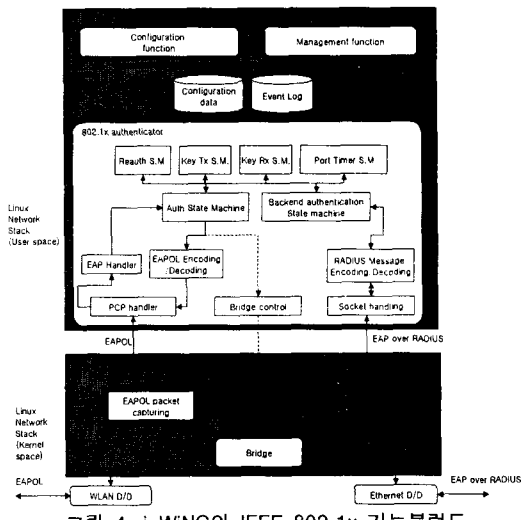 Configuration
function
Management function
Configuration
data
Event Log
802.1x authenticator
Reauth S.M
Key Tx S.M.
Key Rx S.M.
Port Timer S.M
Linux
Network
Stack
(User space)
Auth State Machine
Backend authentication
State machine
EAP Handler
EAPOL Encoding
/Decoding
RADIUS Message
Encoding, Decoding
PCP handler
Bridge control
Socket handling
EAPOL
EAP over RADIUS
Linux
Network
Stack
(Kernel
space)
EAPOL packet
capturing
Bridge
EAPOL
WLAN D/D
Ethernet D/D
EAP over RADIUS